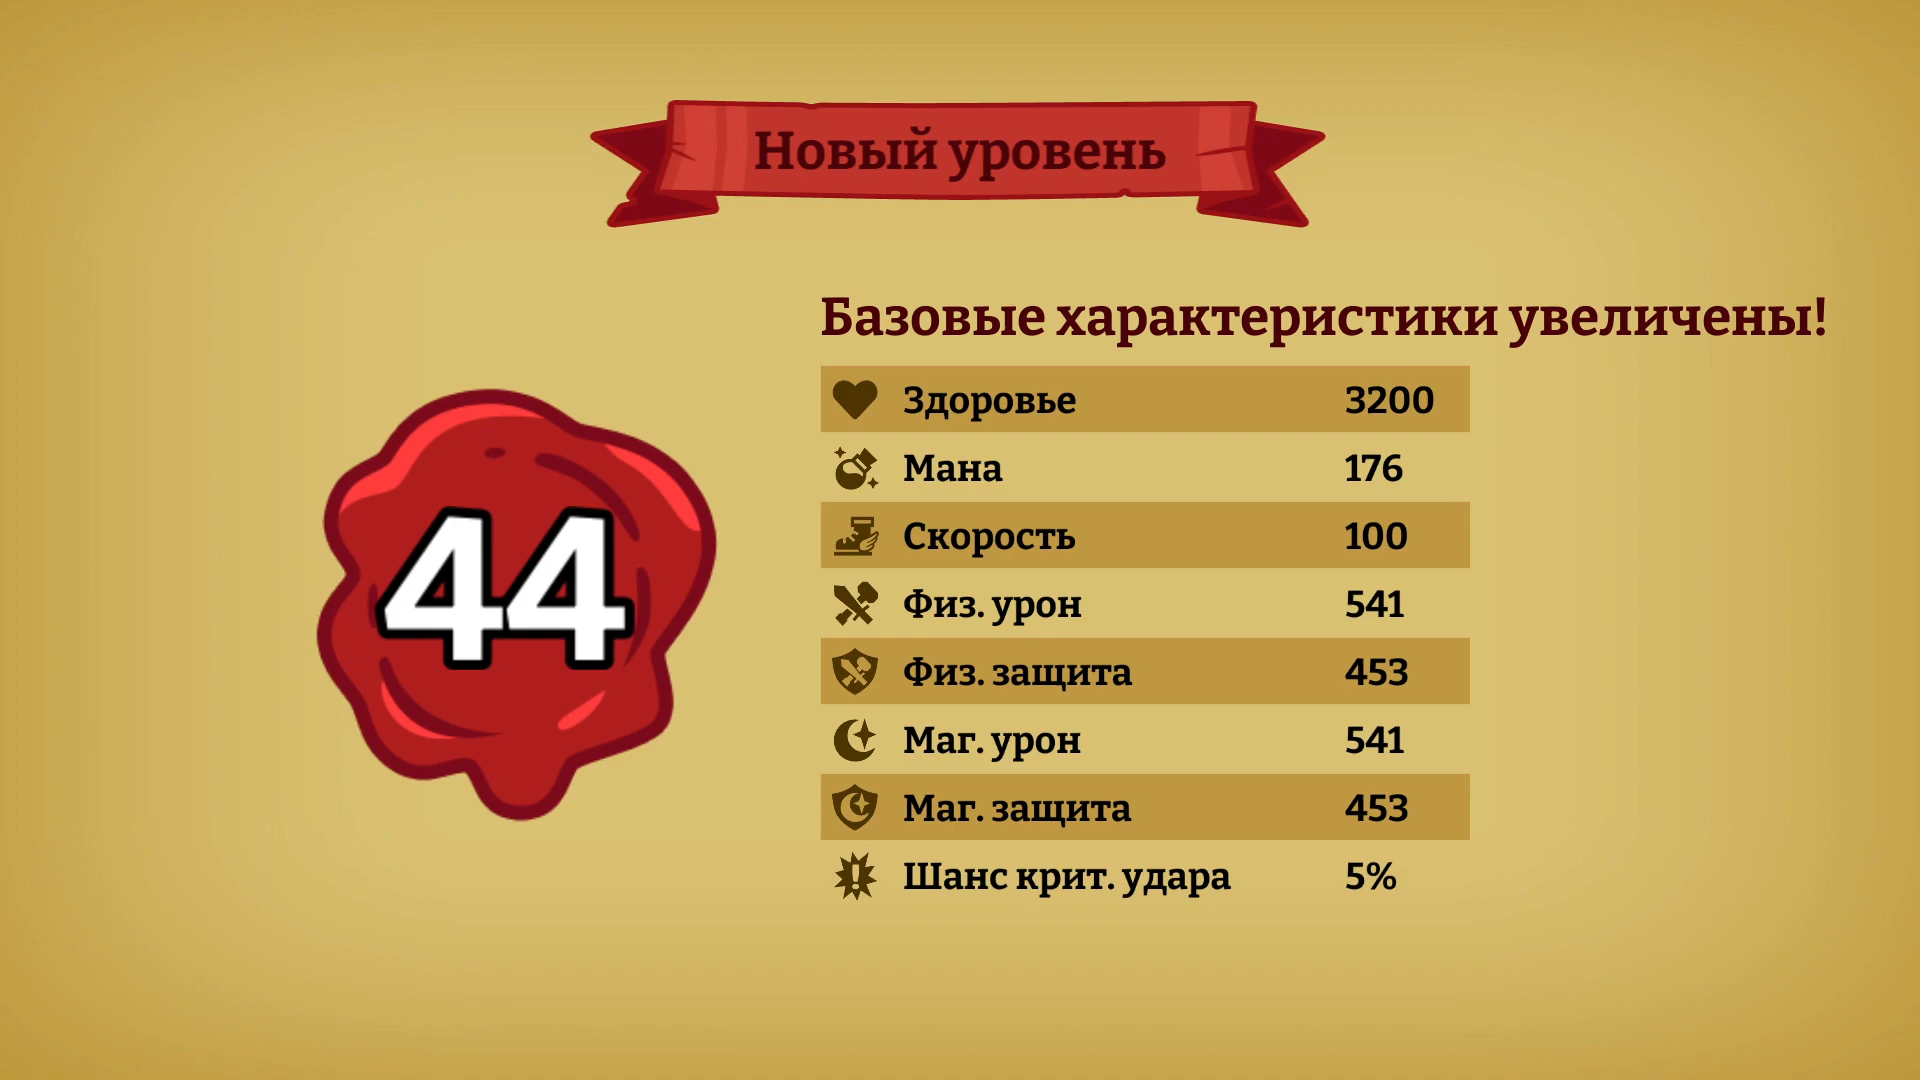 Новый уровень
Базовые характеристики увеличены!
44
Здоровье 3200
Мана 176
Скорость 100
Физ. урон 541
Физ. защита 453
Маг. урон 541
Маг. защита 453
Шанс крит. удара 5%